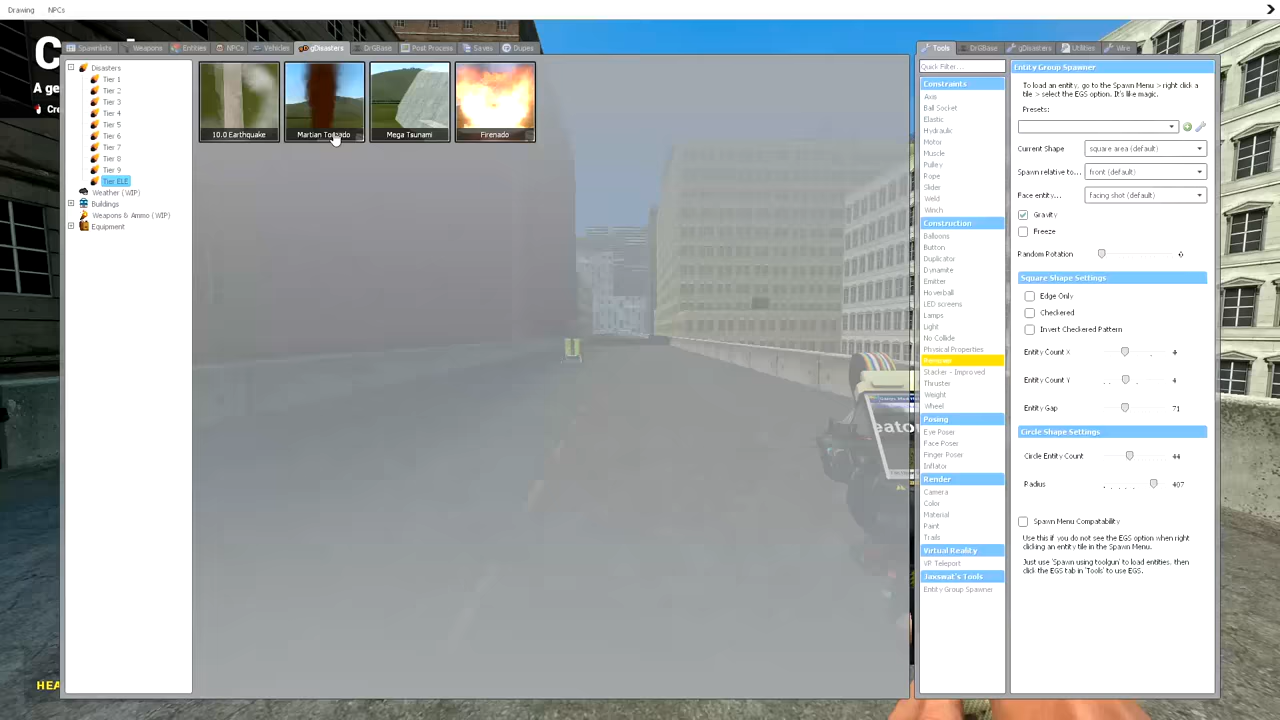 Drawing NPCs
Spawnlists Weapons Entities NPCs Vehicles gDisasters DrGBase Post Process Saves Dupes
Disasters
Tier 1
Tier 2
Tier 3
Tier 4
Tier 5
Tier 6
Tier 7
Tier 8
Tier 9
Tier ELE
Weather (WIP)
Buildings
Weapons & Ammo (WIP)
Equipment
10.0 Earthquake
Martian Tornado
Mega Tsunami
Firenado
A ge
Cre
HEA
eato
Tools DrGBase gDisasters Utilities Wire
Quick Filter...
Constraints
Axis
Ball Socket
Elastic
Hydraulic
Motor
Muscle
Pulley
Rope
Slider
Weld
Winch
Construction
Balloons
Button
Duplicator
Dynamite
Emitter
Hoverball
LED screens
Lamps
Light
No Collide
Physical Properties
Remover
Stacker - Improved
Thruster
Weight
Wheel
Posing
Eye Poser
Face Poser
Finger Poser
Inflator
Render
Camera
Color
Material
Paint
Trails
Virtual Reality
VP Teleport
Jaxswat's Tools
Entity Group Spawner
Entity Group Spawner
To load an entity, go to the Spawn Menu > right click a
tile > select the EGS option. It's like magic.
Presets:
Current Shape square area (default)
Spawn relative to... front (default)
Face entity... facing shot (default)
Gravity
Freeze
Random Rotation 0
Square Shape Settings
Edge Only
Checkered
Invert Checkered Pattern
Entity Count X 4
Entity Count Y 4
Entity Gap 71
Circle Shape Settings
Circle Entity Count 44
Radius 407
Spawn Menu Compatability
Use this if you do not see the EGS option when right
clicking an entity tile in the Spawn Menu.
Just use 'Spawn using toolgun' to load entities, then
click the EGS tab in 'Tools' to use EGS.